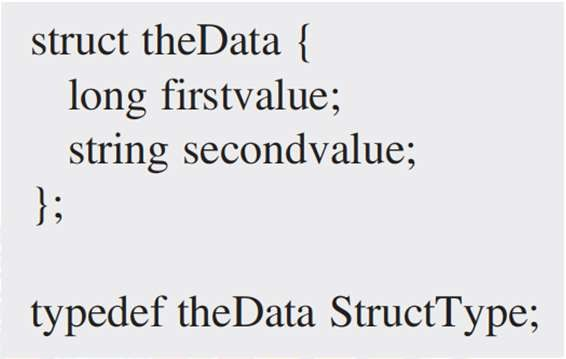 struct theData {
long firstvalue;
string secondvalue;
};
typedef theData StructType;